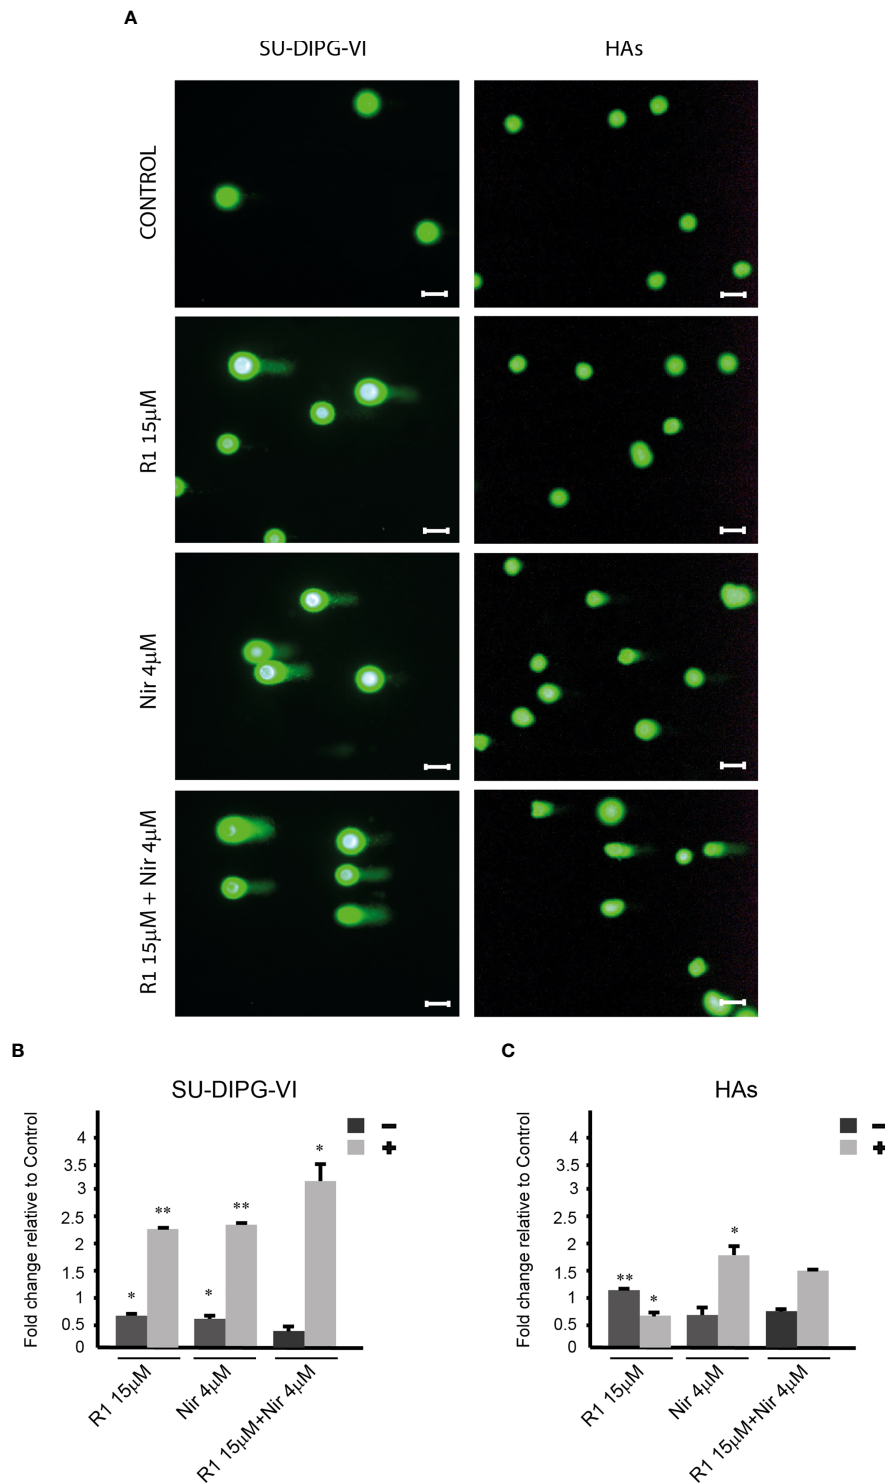 A
SU-DIPG-VI HAs
CONTROL
R1 15μM
Nir 4μM
R1 15μM + Nir 4μM
B C
SU-DIPG-VI
Fold change relative to Control
4
3.5
3
2.5
2
1.5
1
0.5
0
* ** * ** *
− 
+
R1 15μM
Nir 4μM
R1 15μM+Nir 4μM
HAs
Fold change relative to Control
4
3.5
3
2.5
2
1.5
1
0.5
0
** * *
−
+
R1 15μM
Nir 4μM
R1 15μM+Nir 4μM